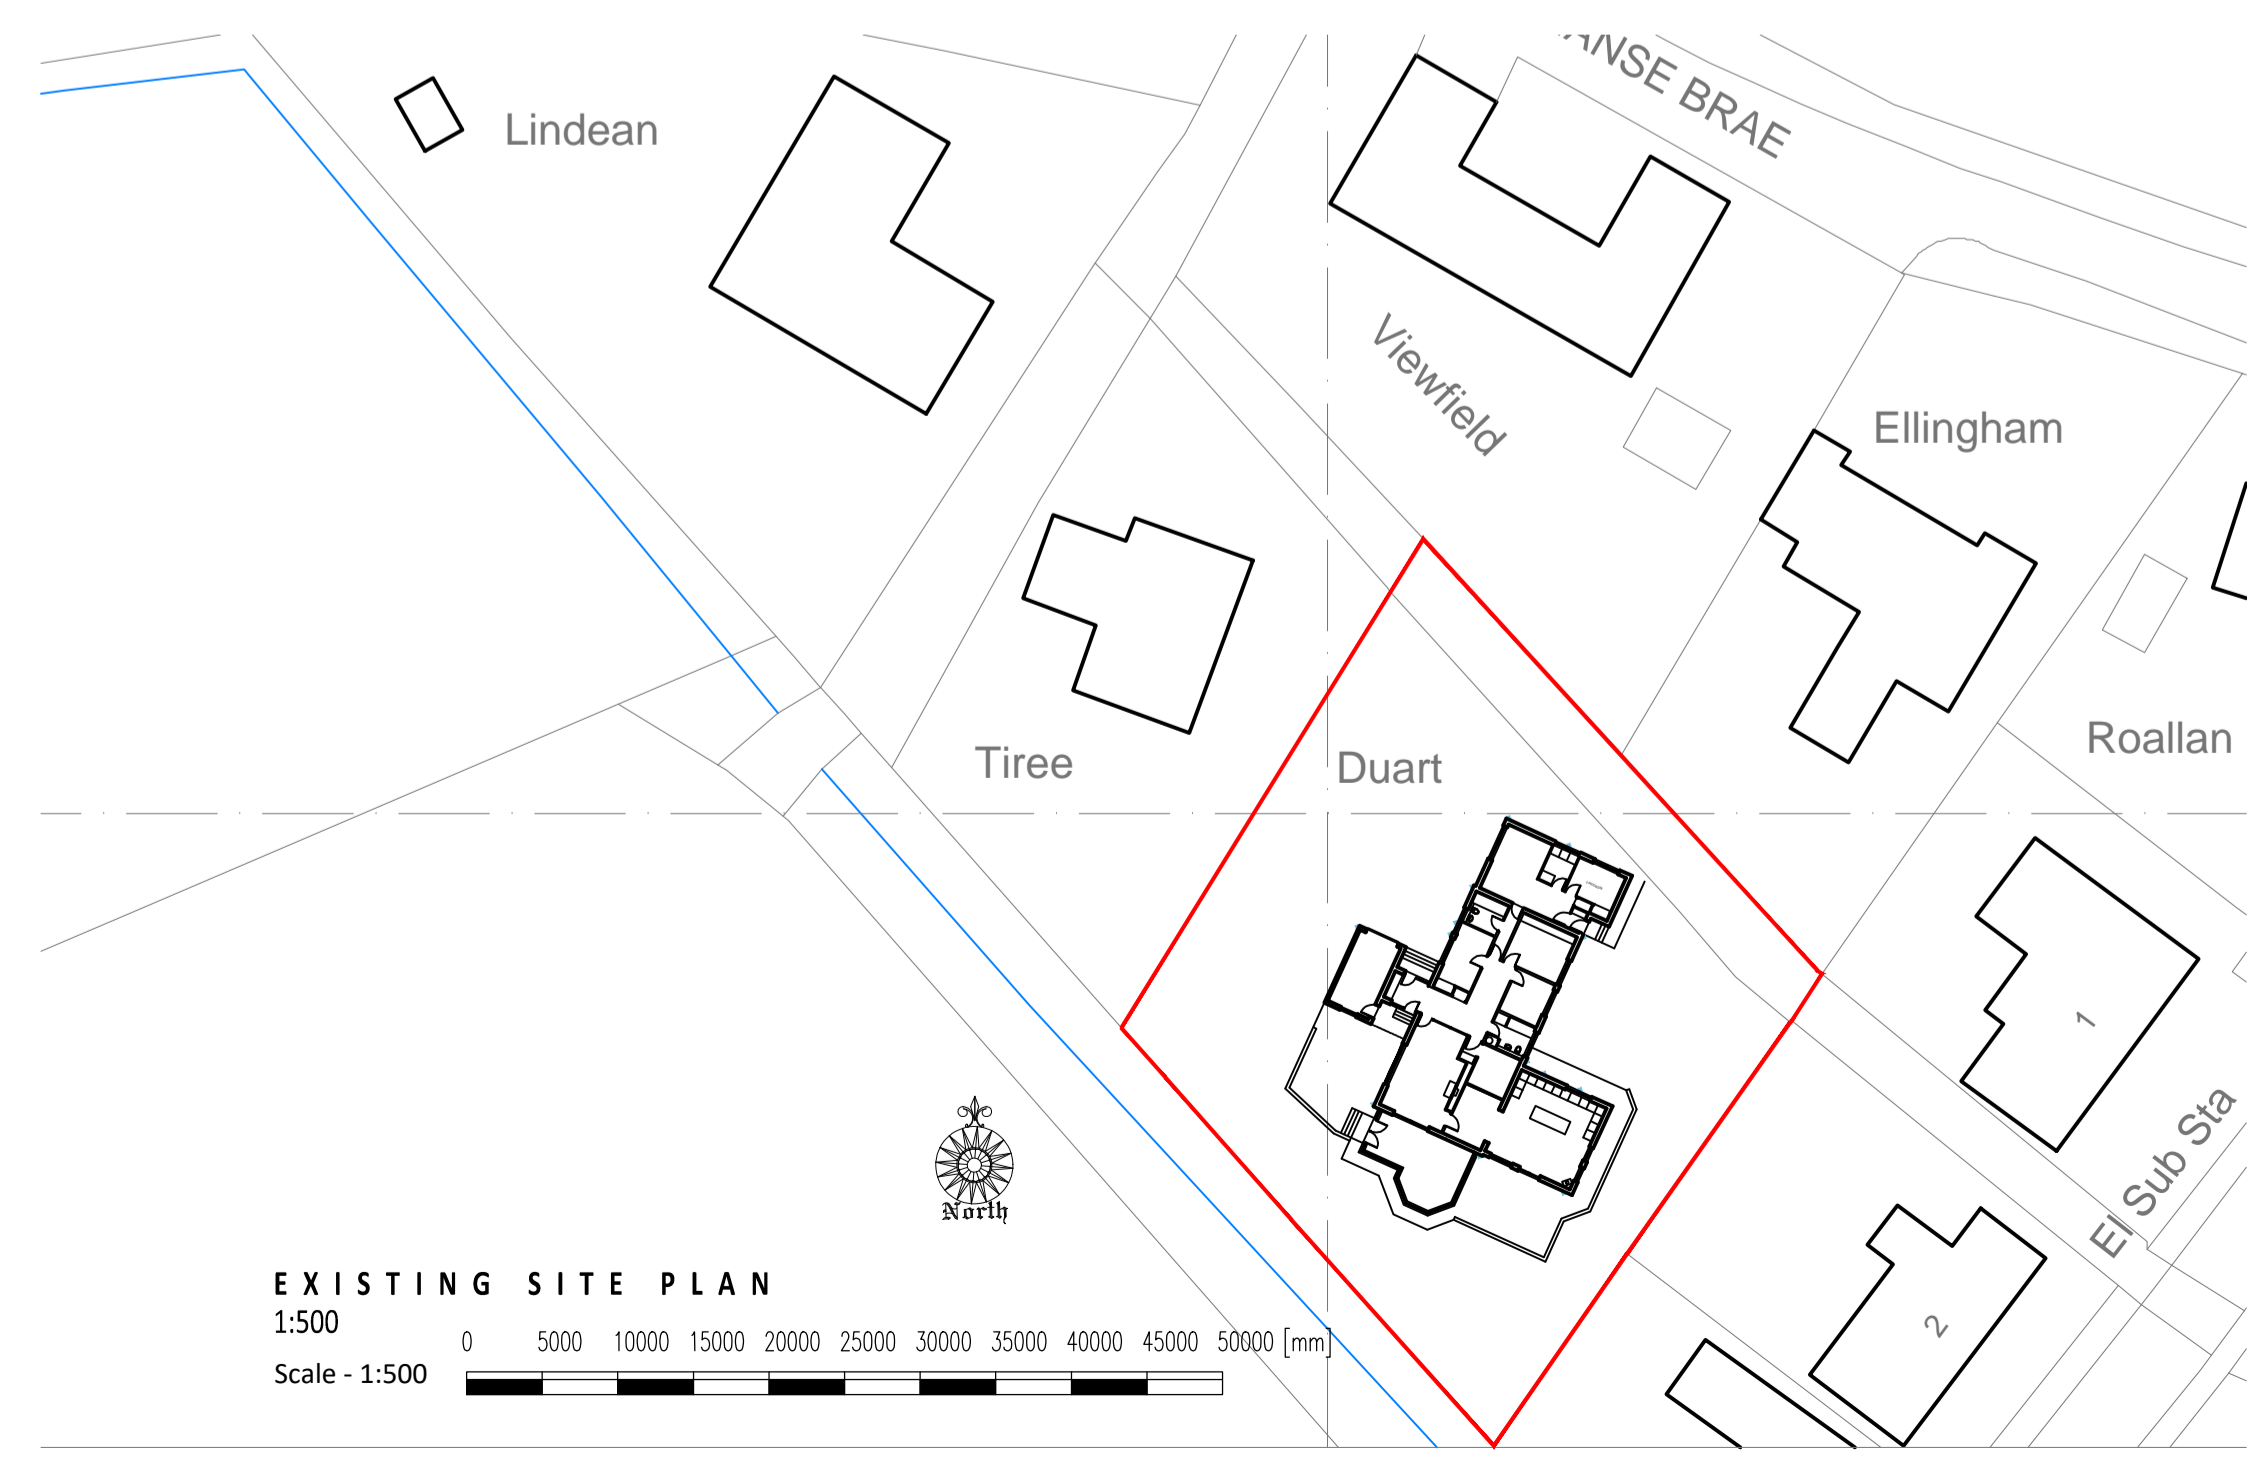 ANSE BRAE
Lindean
Viewfield
Ellingham
Roallan
Tiree
Duart
1
El Sub Sta
2
North
EXISTING SITE PLAN
1:500
0 5000 10000 15000 20000 25000 30000 35000 40000 45000 50000 [mm]
Scale - 1:500